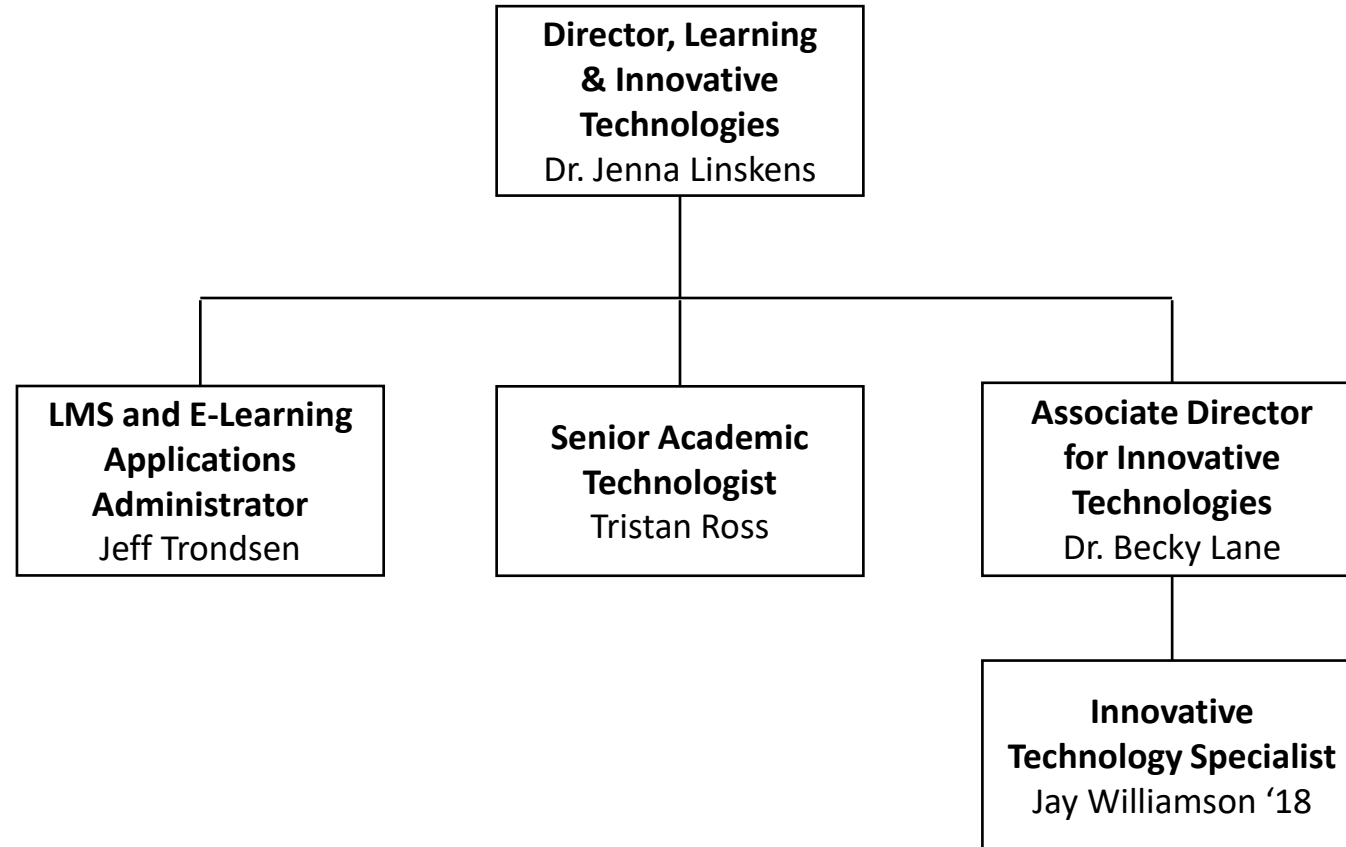 Director, Learning
& Innovative
Technologies
Dr. Jenna Linskens
LMS and E-Learning
Applications
Administrator
Jeff Trondsen
Senior Academic
Technologist
Tristan Ross
Associate Director
for Innovative
Technologies
Dr. Becky Lane
Innovative
Technology Specialist
Jay Williamson ‘18